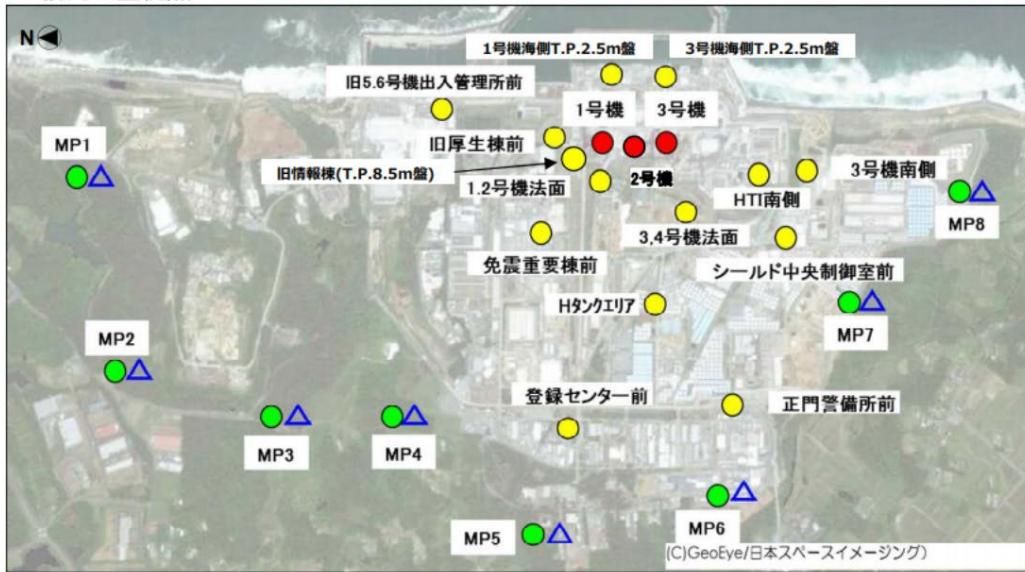 N
1号機海側T.P.2.5m盤
3号機海側T.P.2.5m盤
旧5.6号機出入管理所前
1号機
3号機
MP1
旧厚生棟前
旧情報棟(T.P.8.5m盤)
1.2号機法面
2号機
HTI南側
3号機南側
MP8
3,4号機法面
免震重要棟前
シールド中央制御室前
Hタンクエリア
MP7
MP2
登録センター前
正門警備所前
MP3
MP4
MP5
MP6
(C)GeoEye/日本スペースイメージング)